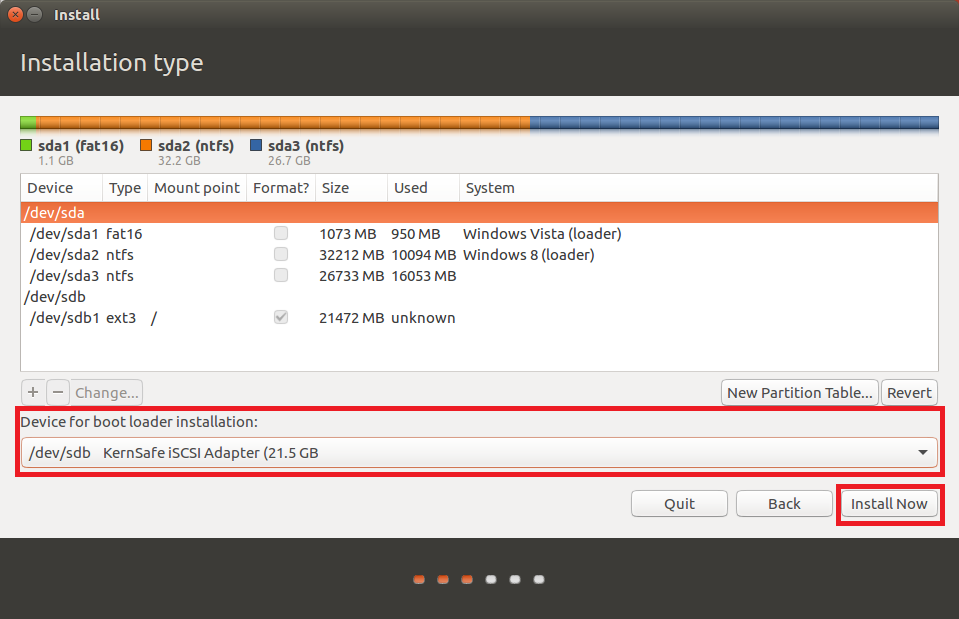 Install
Installation type
sda1 (fat16) sda2 (ntfs) sda3 (ntfs)
1.1 GB 32.2 GB 26.7 GB
Device Type Mount point Format? Size Used System
/dev/sda
/dev/sda1 fat16 1073 MB 950 MB Windows Vista (loader)
/dev/sda2 ntfs 32212 MB 10094 MB Windows 8 (loader)
/dev/sda3 ntfs 26733 MB 16053 MB
/dev/sdb
/dev/sdb1 ext3 / 21472 MB unknown
+ − Change... New Partition Table... Revert
Device for boot loader installation:
/dev/sdb KernSafe iSCSI Adapter (21.5 GB
Quit Back Install Now